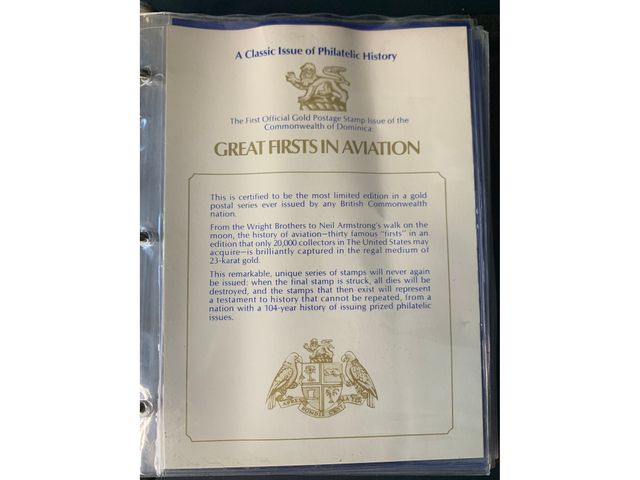 A Classic Issue of Philatelic History
The First Official Gold Postage Stamp Issue of the
Commonwealth of Dominica:
GREAT FIRSTS IN AVIATION
This is certified to be the most limited edition in a gold
postal series ever issued by any British Commonwealth
nation.
From the Wright Brothers to Neil Armstrong's walk on the
moon, the history of aviation—thirty famous "firsts" in an
edition that only 20,000 collectors in The United States may
acquire—is brilliantly captured in the regal medium of
23-karat gold.
This remarkable, unique series of stamps will never again
be issued: when the final stamp is struck, all dies will be
destroyed, and the stamps that then exist will represent
a testament to history that cannot be repeated, from a
nation with a 104-year history of issuing prized philatelic
issues.
APRES
BONDIE
LA TER